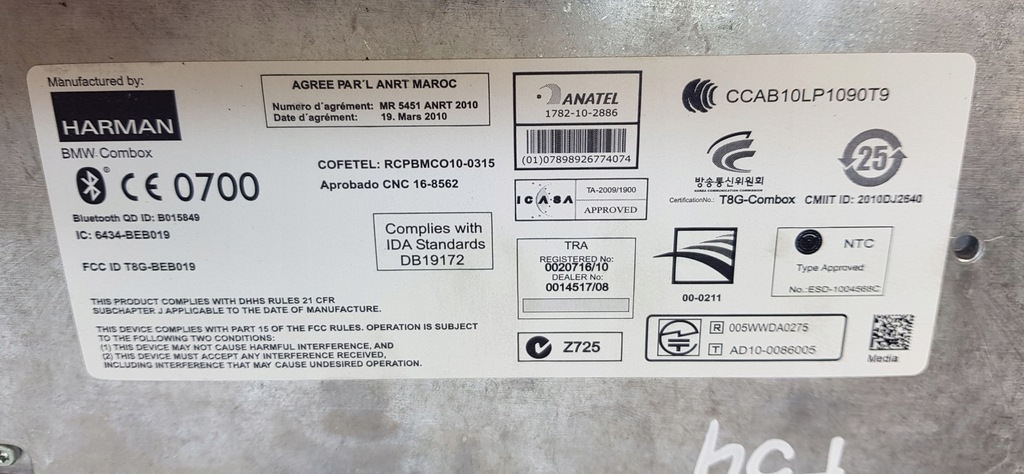 Manufactured by:
HARMAN
BMW Combox
CE 0700
Bluetooth QD ID: B015849
IC: 6434-BEB019
FCC ID T8G-BEB019
THIS PRODUCT COMPLIES WITH DHHS RULES 21 CFR
SUBCHAPTER J APPLICABLE TO THE DATE OF MANUFACTURE.
THIS DEVICE COMPLIES WITH PART 15 OF THE FCC RULES. OPERATION IS SUBJECT
TO THE FOLLOWING TWO CONDITIONS:
(1) THIS DEVICE MAY NOT CAUSE HARMFUL INTERFERENCE, AND
(2) THIS DEVICE MUST ACCEPT ANY INTERFERENCE RECEIVED,
INCLUDING INTERFERENCE THAT MAY CAUSE UNDESIRED OPERATION.
AGREE PAR´L ANRT MAROC
Numero d´agrément: MR 5451 ANRT 2010
Date d´agrément: 19. Mars 2010
COFETEL: RCPBMCO10-0315
Aprobado CNC 16-8562
Complies with
IDA Standards
DB19172
ANATEL
1782-10-2886
(01)07898926774074
ICASA
TA-2009/1900
APPROVED
TRA
REGISTERED No:
0020716/10
DEALER No:
0014517/08
Z725
CCAB10LP1090T9
방송통신위원회
KOREA COMMUNICATIONS COMMISSION
25
CertificationNo.: T8G-Combox CMIIT ID: 2010DJ2640
00-0211
NTC
Type Approved
No.:ESD-1004568C
R 005WWDA0275
T AD10-0086005
Media